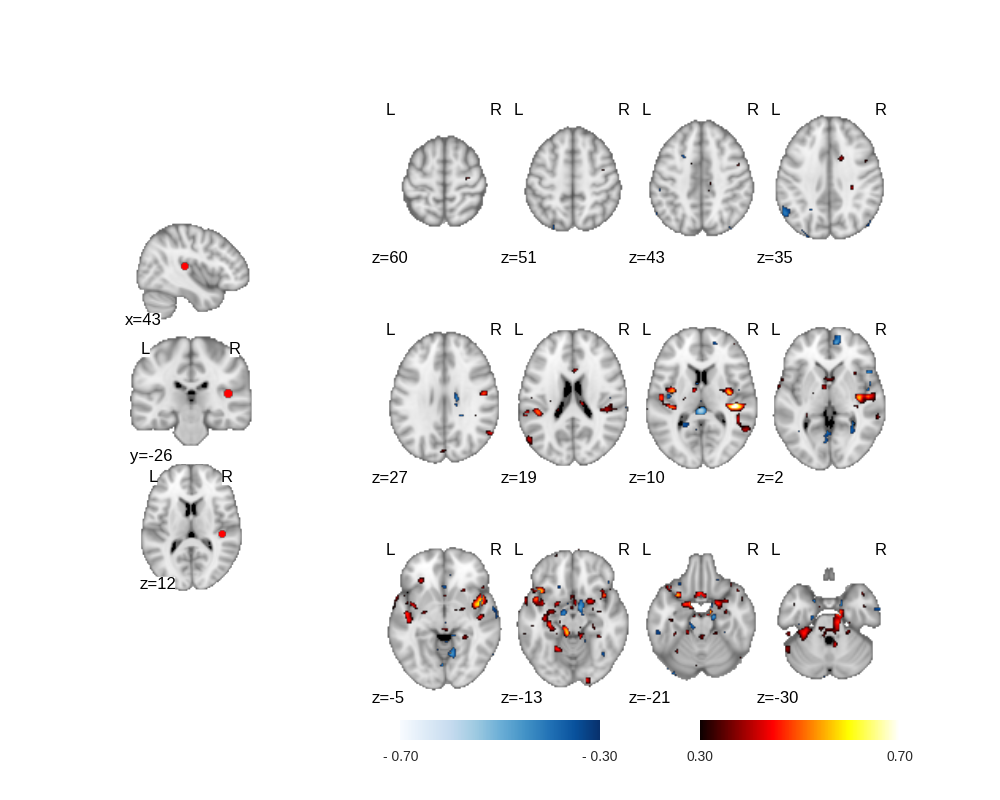 L R L R L R L R
z=60 z=51 z=43 z=35
x=43
L R L R L R L R
L R
z=27 z=19 z=10 z=2
y=-26
L R
L R L R L R L R
z=12
z=-5 z=-13 z=-21 z=-30
- 0.70 - 0.30 0.30 0.70